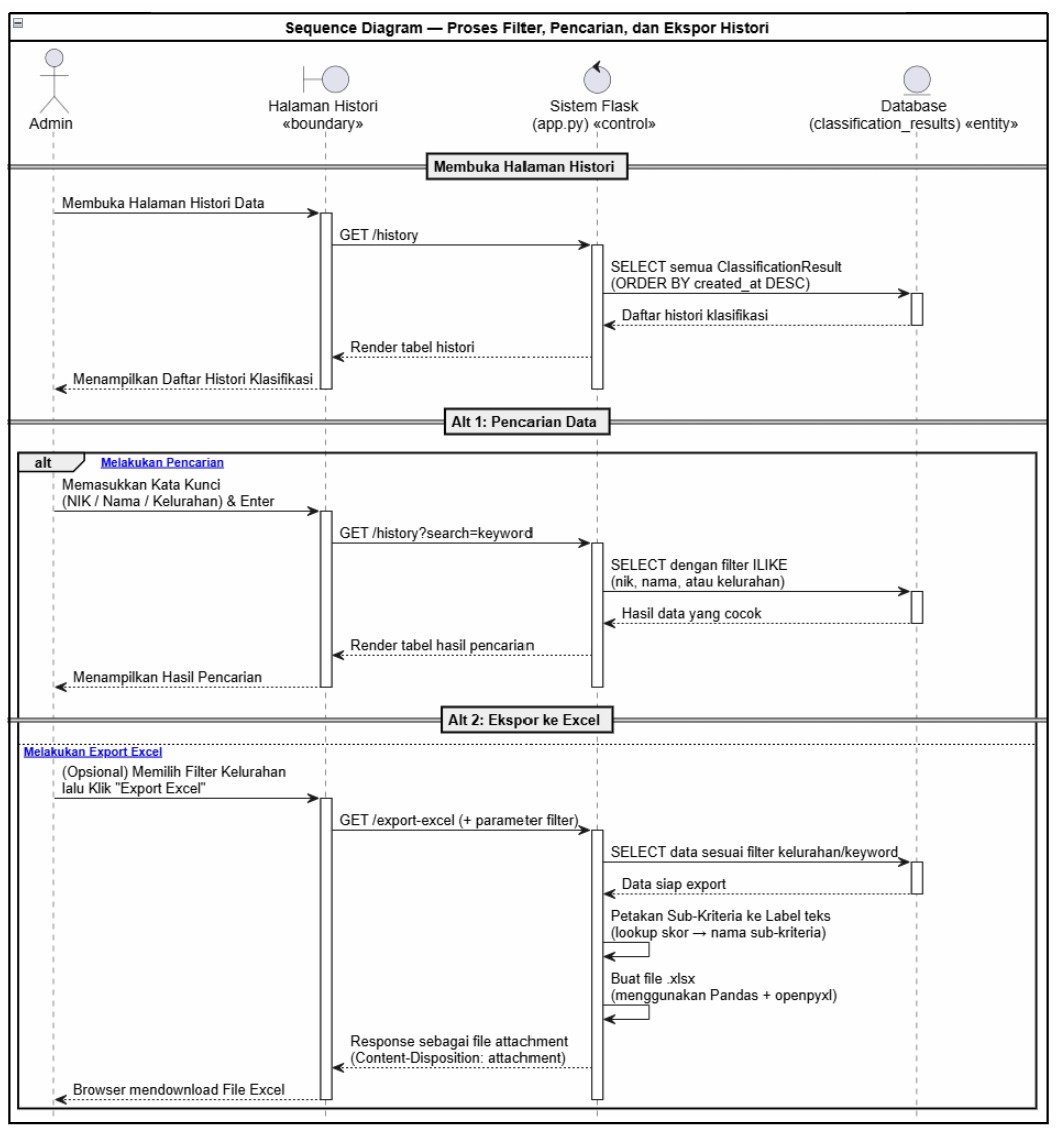 Sequence Diagram — Proses Filter, Pencarian, dan Ekspor Histori
Admin
Halaman Histori
«boundary»
Sistem Flask
(app.py) «control»
Database
(classification_results) «entity»
Membuka Halaman Histori
Membuka Halaman Histori Data
GET /history
SELECT semua ClassificationResult
(ORDER BY created_at DESC)
Daftar histori klasifikasi
Render tabel histori
Menampilkan Daftar Histori Klasifikasi
Alt 1: Pencarian Data
alt
Melakukan Pencarian
Memasukkan Kata Kunci
(NIK / Nama / Kelurahan) & Enter
GET /history?search=keyword
SELECT dengan filter ILIKE
(nik, nama, atau kelurahan)
Hasil data yang cocok
Render tabel hasil pencarian
Menampilkan Hasil Pencarian
Alt 2: Ekspor ke Excel
Melakukan Export Excel
(Opsional) Memilih Filter Kelurahan
lalu Klik "Export Excel"
GET /export-excel (+ parameter filter)
SELECT data sesuai filter kelurahan/keyword
Data siap export
Petakan Sub-Kriteria ke Label teks
(lookup skor → nama sub-kriteria)
Buat file .xlsx
(menggunakan Pandas + openpyxl)
Response sebagai file attachment
(Content-Disposition: attachment)
Browser mendownload File Excel